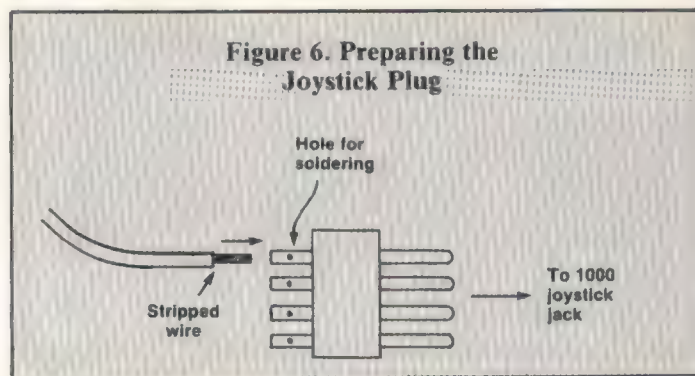 Figure 6. Preparing the
Joystick Plug
Hole for
soldering
Stripped
wire
To 1000
joystick
jack